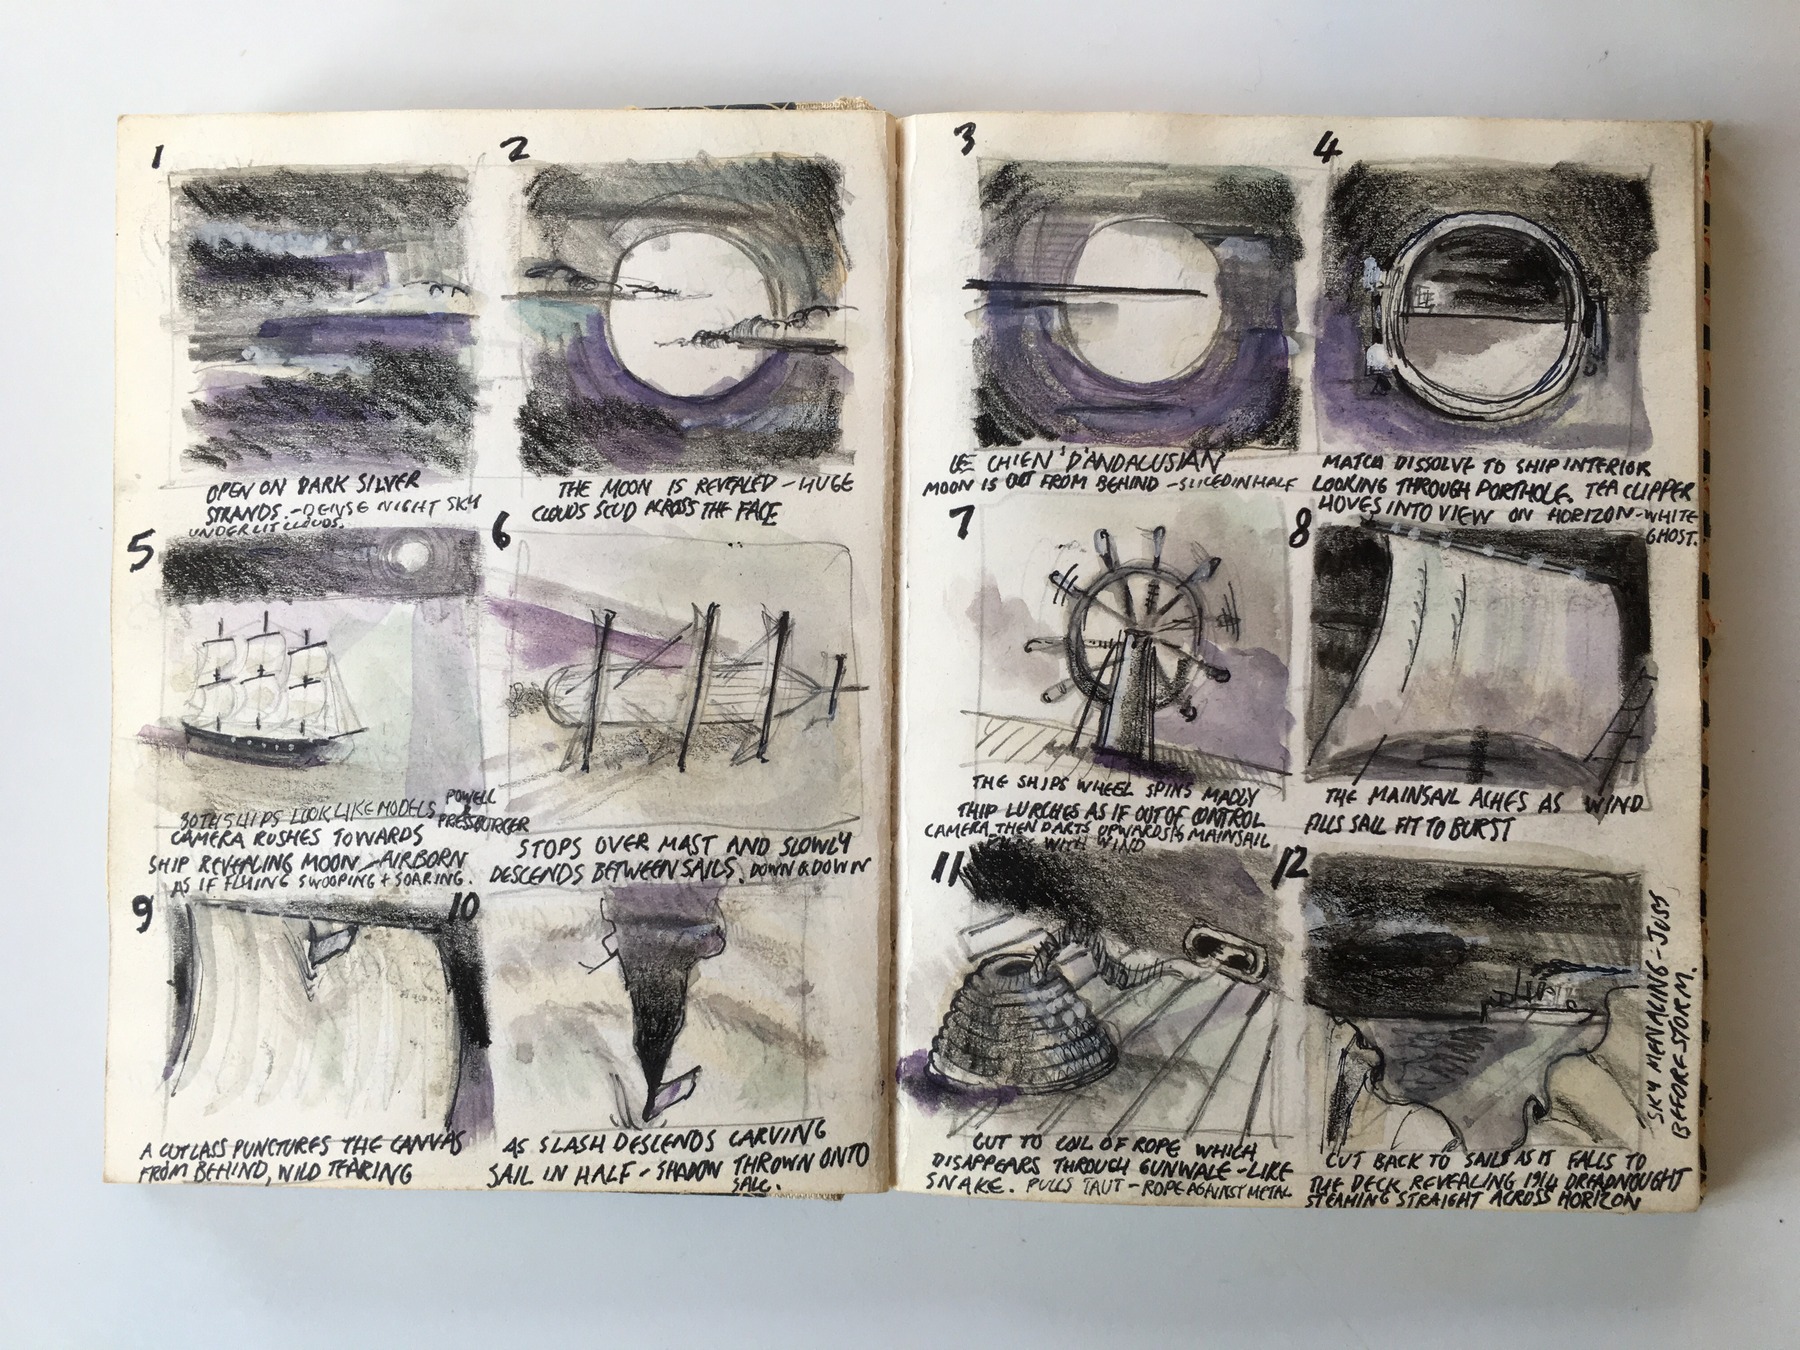 1
OPEN ON DARK SILVER
STRANDS. - DENSE NIGHT SKY
UNDERLIT CLOUDS.
2
THE MOON IS REVEALED - HUGE
CLOUDS SCUD ACROSS THE FACE
3
LE CHIEN 'D'ANDALUSIAN
MOON IS CUT FROM BEHIND - SLICED IN HALF
4
MATCH DISSOLVE TO SHIP INTERIOR
LOOKING THROUGH PORTHOLE. TEA CLIPPER
HOVES INTO VIEW ON HORIZON - WHITE
GHOST.
5
BOTH SHIPS LOOK LIKE MODELS
POWELL
&
PRESSBURGER
CAMERA RUSHES TOWARDS
SHIP REVEALING MOON - AIRBORN
AS IF FLYING SWOOPING + SOARING.
6
STOPS OVER MAST AND SLOWLY
DESCENDS BETWEEN SAILS. DOWN & DOWN
7
THE SHIPS WHEEL SPINS MADLY
SHIP LURCHES AS IF OUT OF CONTROL
CAMERA THEN DARTS UPWARDS MAINSAIL
WITH WIND
8
THE MAINSAIL ACHES AS WIND
FILLS SAIL FIT TO BURST
9
A CUTLASS PUNCTURES THE CANVAS
FROM BEHIND, WILD TEARING
10
AS SLASH DESCENDS CARVING
SAIL IN HALF - SHADOW THROWN ONTO
SAIL.
11
CUT TO COIL OF ROPE WHICH
DISAPPEARS THROUGH GUNWALE - LIKE
SNAKE. PULLS TAUT - ROPE AGAINST METAL
12
CUT BACK TO SAIL AS IT FALLS TO
THE DECK REVEALING 1914 DREADNOUGHT
STEAMING STRAIGHT ACROSS HORIZON
SKY MENACING - JUST
BEFORE STORM.